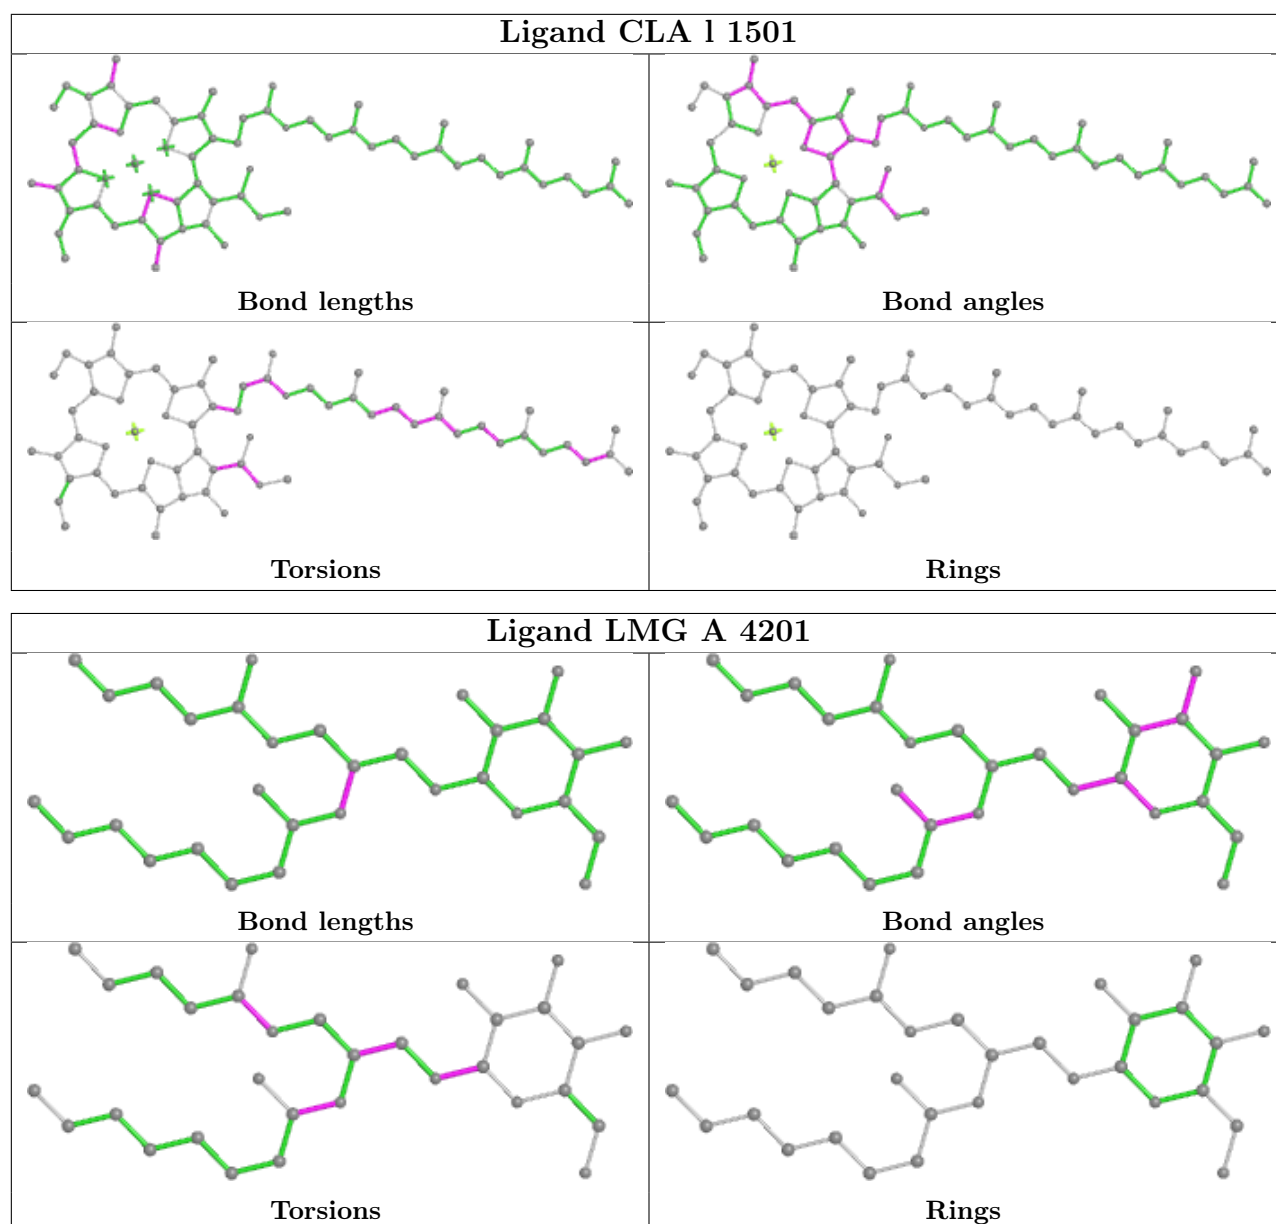 Ligand CLA l 1501
Bond lengths
Bond angles
Torsions
Rings
Ligand LMG A 4201
Bond lengths
Bond angles
Torsions
Rings